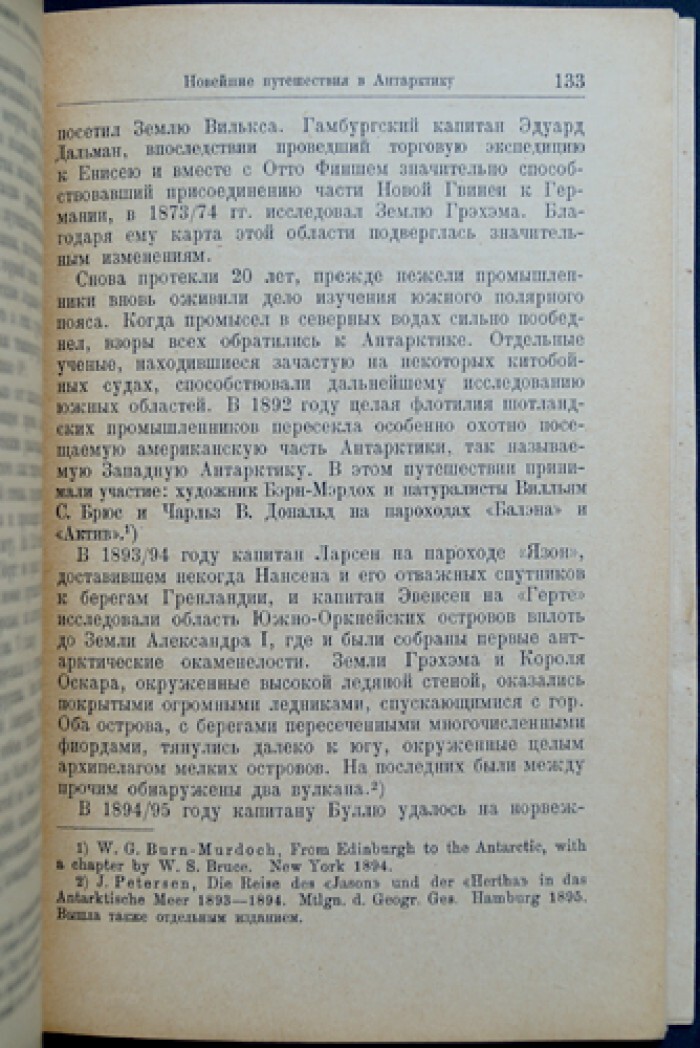 Новейшие путешествия в Антарктику 133
посетил Землю Вилькса. Гамбургский капитан Эдуард
Дальман, впоследствии проведший торговую экспедицию
к Енисею и вместе с Отто Финшем значительно способ-
ствовавший присоединению части Новой Гвинеи к Гер-
мании, в 1873/74 гг. исследовал Землю Грэхэма. Бла-
годаря ему карта этой области подверглась значитель-
ным изменениям.
Снова протекли 20 лет, прежде нежели промышлен-
ники вновь оживили дело изучения южного полярного
пояса. Когда промысел в северных водах сильно пообед-
нел, взоры всех обратились к Антарктике. Отдельные
ученые, находившиеся зачастую на некоторых китобой-
ных судах, способствовали дальнейшему исследованию
южных областей. В 1892 году целая флотилия шотланд-
ских промышленников пересекла особенно охотно посе-
щаемую американскую часть Антарктики, так называе-
мую Западную Антарктику. В этом путешествии прини-
мали участие: художник Бэрн-Мэрдох и натуралисты Вилльям
С. Брюс и Чарльз В. Дональд на пароходах «Балэна» и
«Актив».¹)
В 1893/94 году капитан Ларсен на пароходе «Язон»,
доставившем некогда Нансена и его отважных спутников
к берегам Гренландии, и капитан Эвенсен на «Герте»
исследовали область Южно-Оркнейских островов вплоть
до Земли Александра I, где и были собраны первые ант-
арктические окаменелости. Земли Грэхэма и Короля
Оскара, окруженные высокой ледяной стеной, оказались
покрытыми огромными ледниками, спускающимися с гор.
Оба острова, с берегами пересеченными многочисленными
фиордами, тянулись далеко к югу, окруженные целым
архипелагом мелких островов. На последних были между
прочим обнаружены два вулкана.²)
В 1894/95 году капитану Буллю удалось на норвеж-
1) W. G. Burn-Murdoch, From Edinburgh to the Antarctic, with
a chapter by W. S. Bruce. New York 1894.
2) J. Petersen, Die Reise des «Jason» und der «Hertha» in das
Antarktische Meer 1893—1894. Mtlgn. d. Geogr. Ges. Hamburg 1895.
Вышла также отдельным изданием.